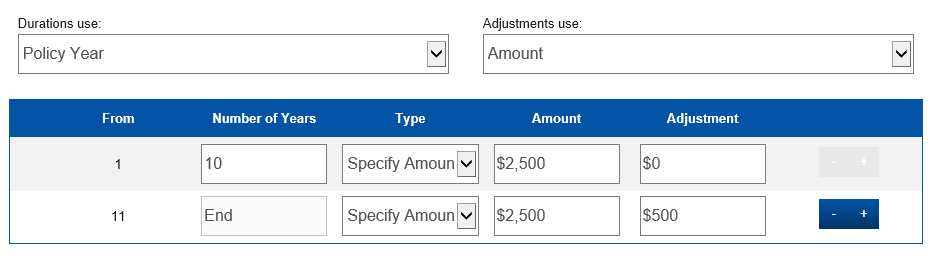 Durations use: Adjustments use:
Policy Year Amount
From Number of Years Type Amount Adjustment
1 10 Specify Amoun $2,500 $0 - +
11 End Specify Amoun $2,500 $500 - +